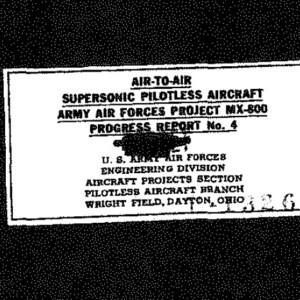 AIR-TO-AIR
SUPERSONIC PILOTLESS AIRCRAFT
ARMY AIR FORCES PROJECT MX-800
PROGRESS REPORT No. 4
U. S. ARMY AIR FORCES
ENGINEERING DIVISION
AIRCRAFT PROJECTS SECTION
PILOTLESS AIRCRAFT BRANCH
WRIGHT FIELD, DAYTON, OHIO